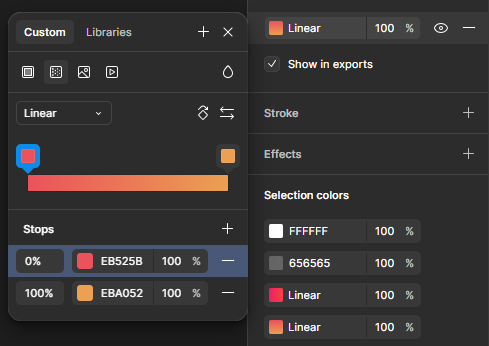 Custom Libraries
Linear
Stops
0% EB525B 100 %
100% EBA052 100 %
Linear 100 %
Show in exports
Stroke
Effects
Selection colors
FFFFFF 100 %
656565 100 %
Linear 100 %
Linear 100 %